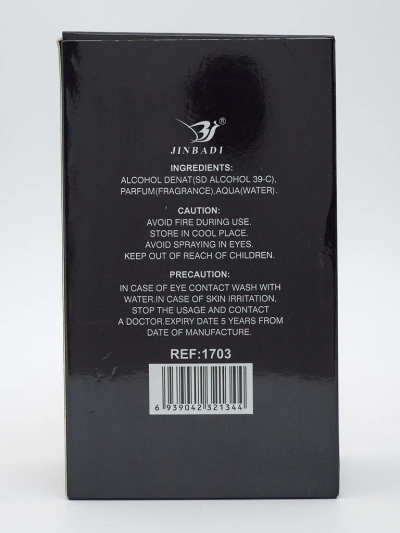 ®
JINBADI
INGREDIENTS:
ALCOHOL DENAT(SD ALCOHOL 39-C),
PARFUM(FRAGRANCE),AQUA(WATER).
CAUTION:
AVOID FIRE DURING USE.
STORE IN COOL PLACE.
AVOID SPRAYING IN EYES.
KEEP OUT OF REACH OF CHILDREN.
PRECAUTION:
IN CASE OF EYE CONTACT WASH WITH
WATER.IN CASE OF SKIN IRRITATION,
STOP THE USAGE AND CONTACT
A DOCTOR.EXPIRY DATE 5 YEARS FROM
DATE OF MANUFACTURE.
REF:1703
6 939042 321344